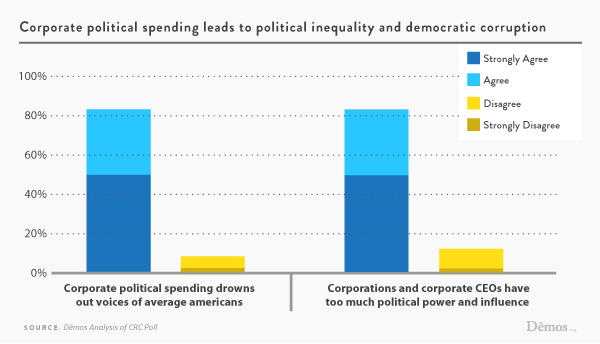 Corporate political spending leads to political inequality and democratic corruption
Strongly Agree
Agree
Disagree
Strongly Disagree
100%
80%
60%
40%
20%
0%
Corporate political spending drowns
out voices of average americans
Corporations and corporate CEOs have
too much political power and influence
SOURCE. Dēmos Analysis of CRC Poll
Dēmos.org